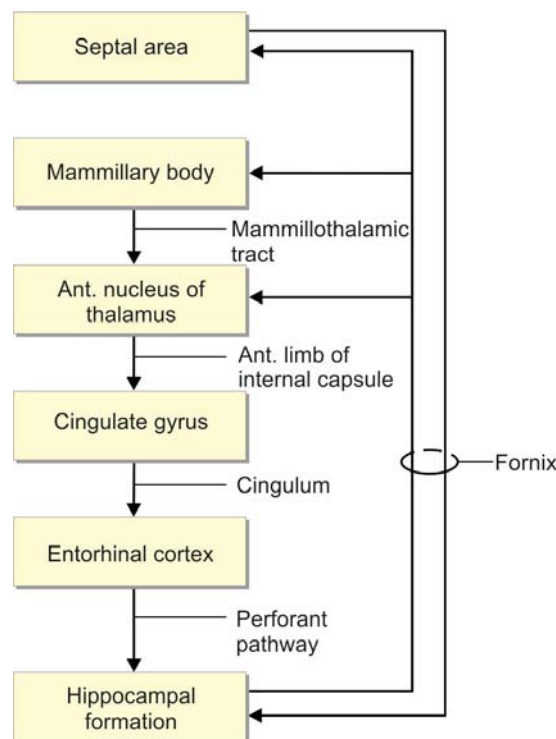 Septal area
Mammillary body
Mammillothalamic
tract
Ant. nucleus of
thalamus
Ant. limb of
internal capsule
Cingulate gyrus
Fornix
Cingulum
Entorhinal cortex
Perforant
pathway
Hippocampal
formation